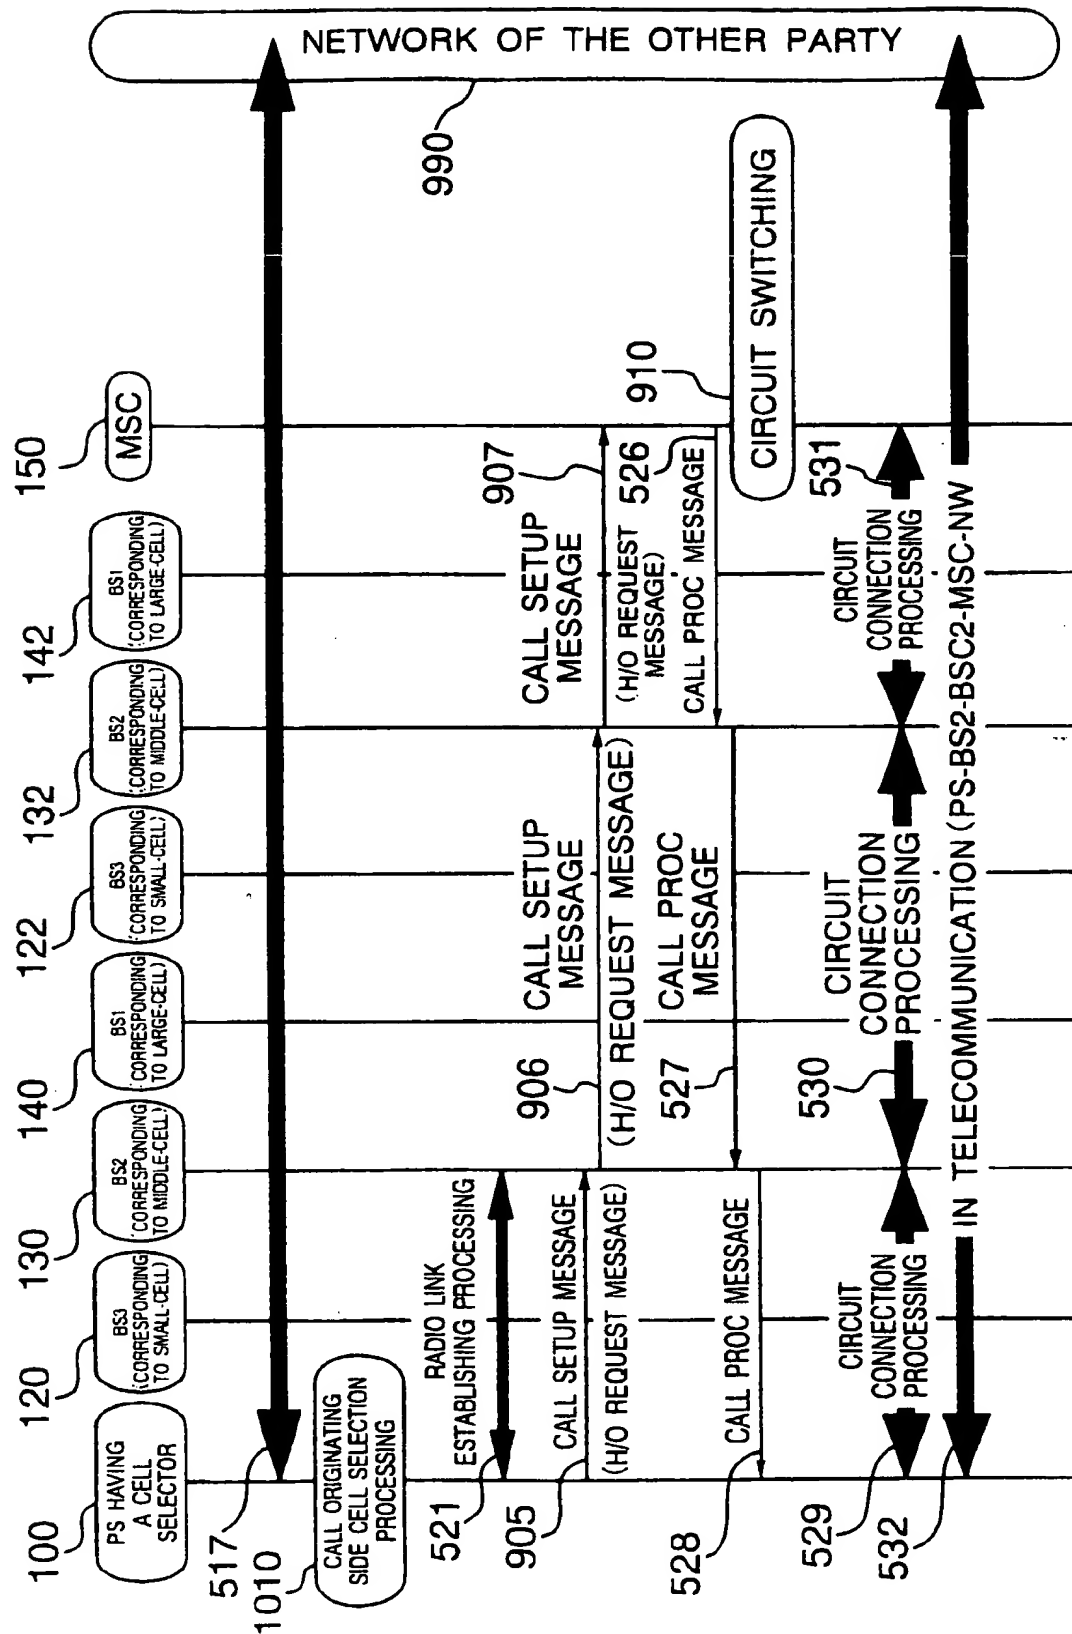 100
PS HAVING
A CELL
SELECTOR
120
BS3
(CORRESPONDING
TO SMALL-CELL)
130
BS2
(CORRESPONDING
TO MIDDLE-CELL)
140
BS1
(CORRESPONDING
TO LARGE-CELL)
122
BS3
(CORRESPONDING
TO SMALL-CELL)
132
BS2
(CORRESPONDING
TO MIDDLE-CELL)
142
BS1
(CORRESPONDING
TO LARGE-CELL)
150
MSC
NETWORK OF THE OTHER PARTY
990
517
1010
CALL ORIGINATING
SIDE CELL SELECTION
PROCESSING
RADIO LINK
ESTABLISHING PROCESSING
521
CALL SETUP MESSAGE
(H/O REQUEST MESSAGE)
905
CALL SETUP
MESSAGE
906
(H/O REQUEST MESSAGE)
CALL SETUP
MESSAGE
907
(H/O REQUEST
MESSAGE)
526
CALL PROC MESSAGE
CALL PROC
MESSAGE
527
CALL PROC MESSAGE
528
910
CIRCUIT SWITCHING
CIRCUIT
CONNECTION
PROCESSING
529
CIRCUIT
CONNECTION
PROCESSING
530
CIRCUIT
CONNECTION
PROCESSING
531
532
IN TELECOMMUNICATION (PS-BS2-BSC2-MSC-NW